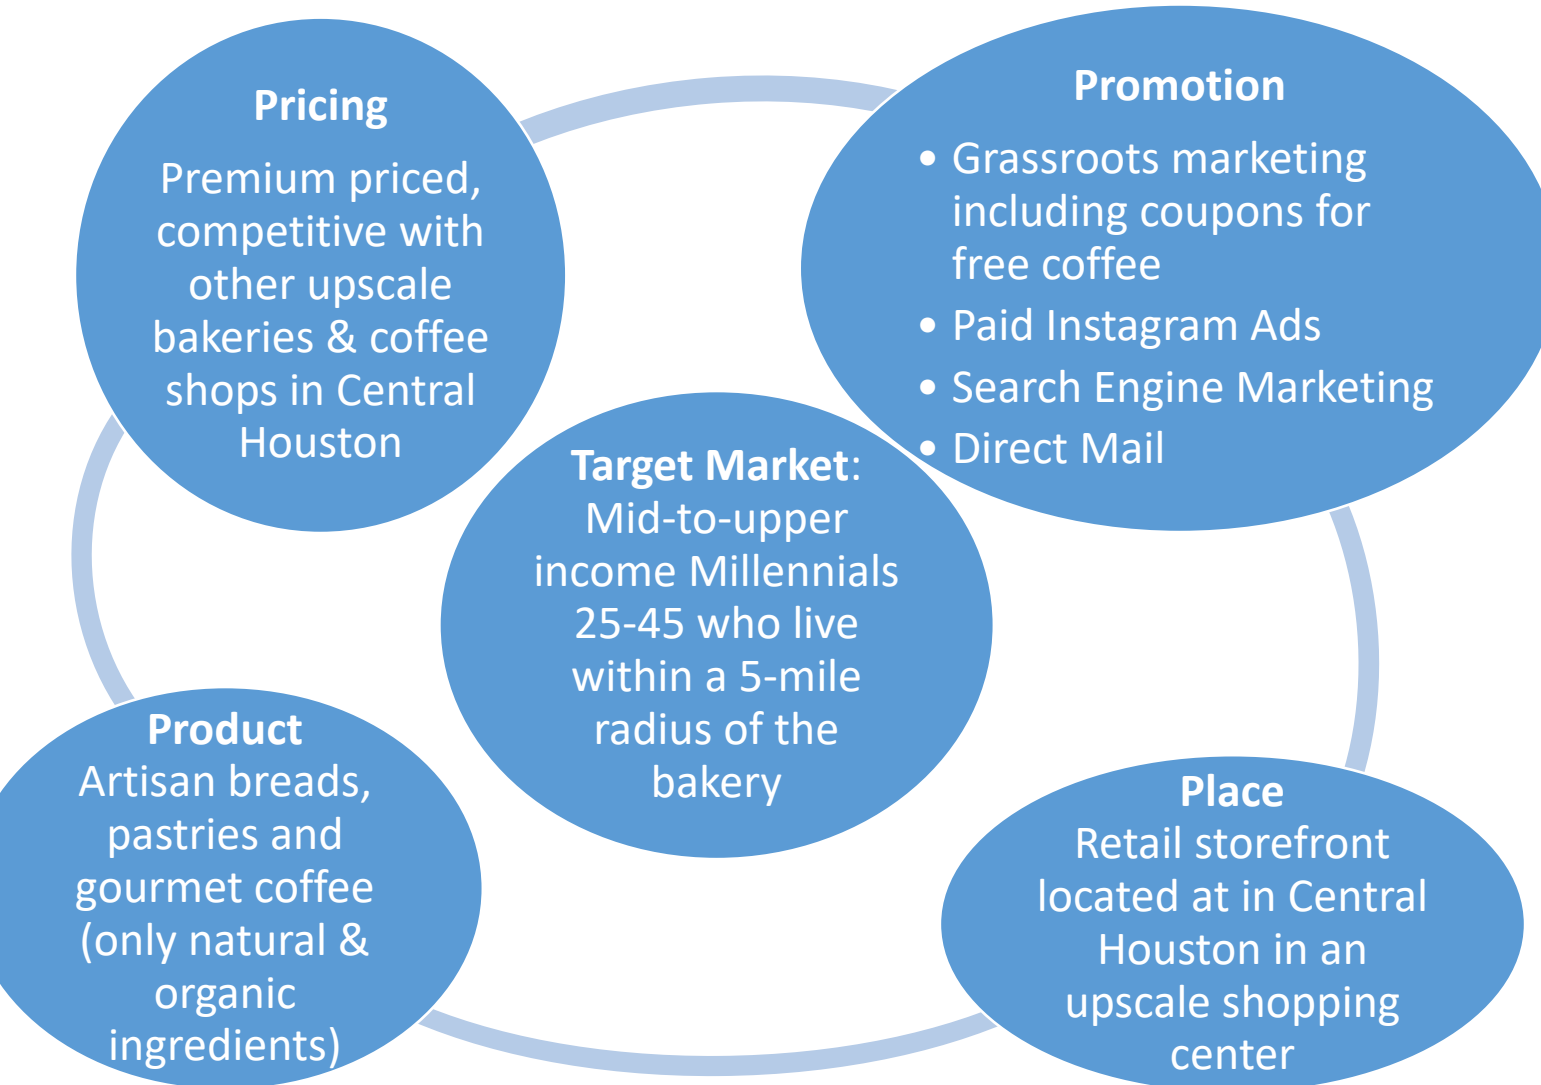 Pricing
Premium priced,
competitive with
other upscale
bakeries & coffee
shops in Central
Houston
Promotion
• Grassroots marketing
including coupons for
free coffee
• Paid Instagram Ads
• Search Engine Marketing
• Direct Mail
Target Market:
Mid-to-upper
income Millennials
25-45 who live
within a 5-mile
radius of the
bakery
Product
Artisan breads,
pastries and
gourmet coffee
(only natural &
organic
ingredients)
Place
Retail storefront
located at in Central
Houston in an
upscale shopping
center